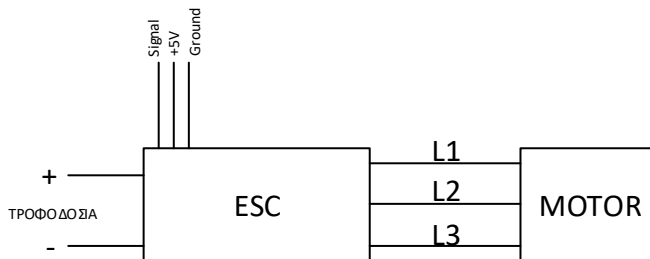 Signal
+5V
Ground
L1
+
L2
ESC
MOTOR
ΤΡΟΦΟΔΟΣΙΑ
L3
-